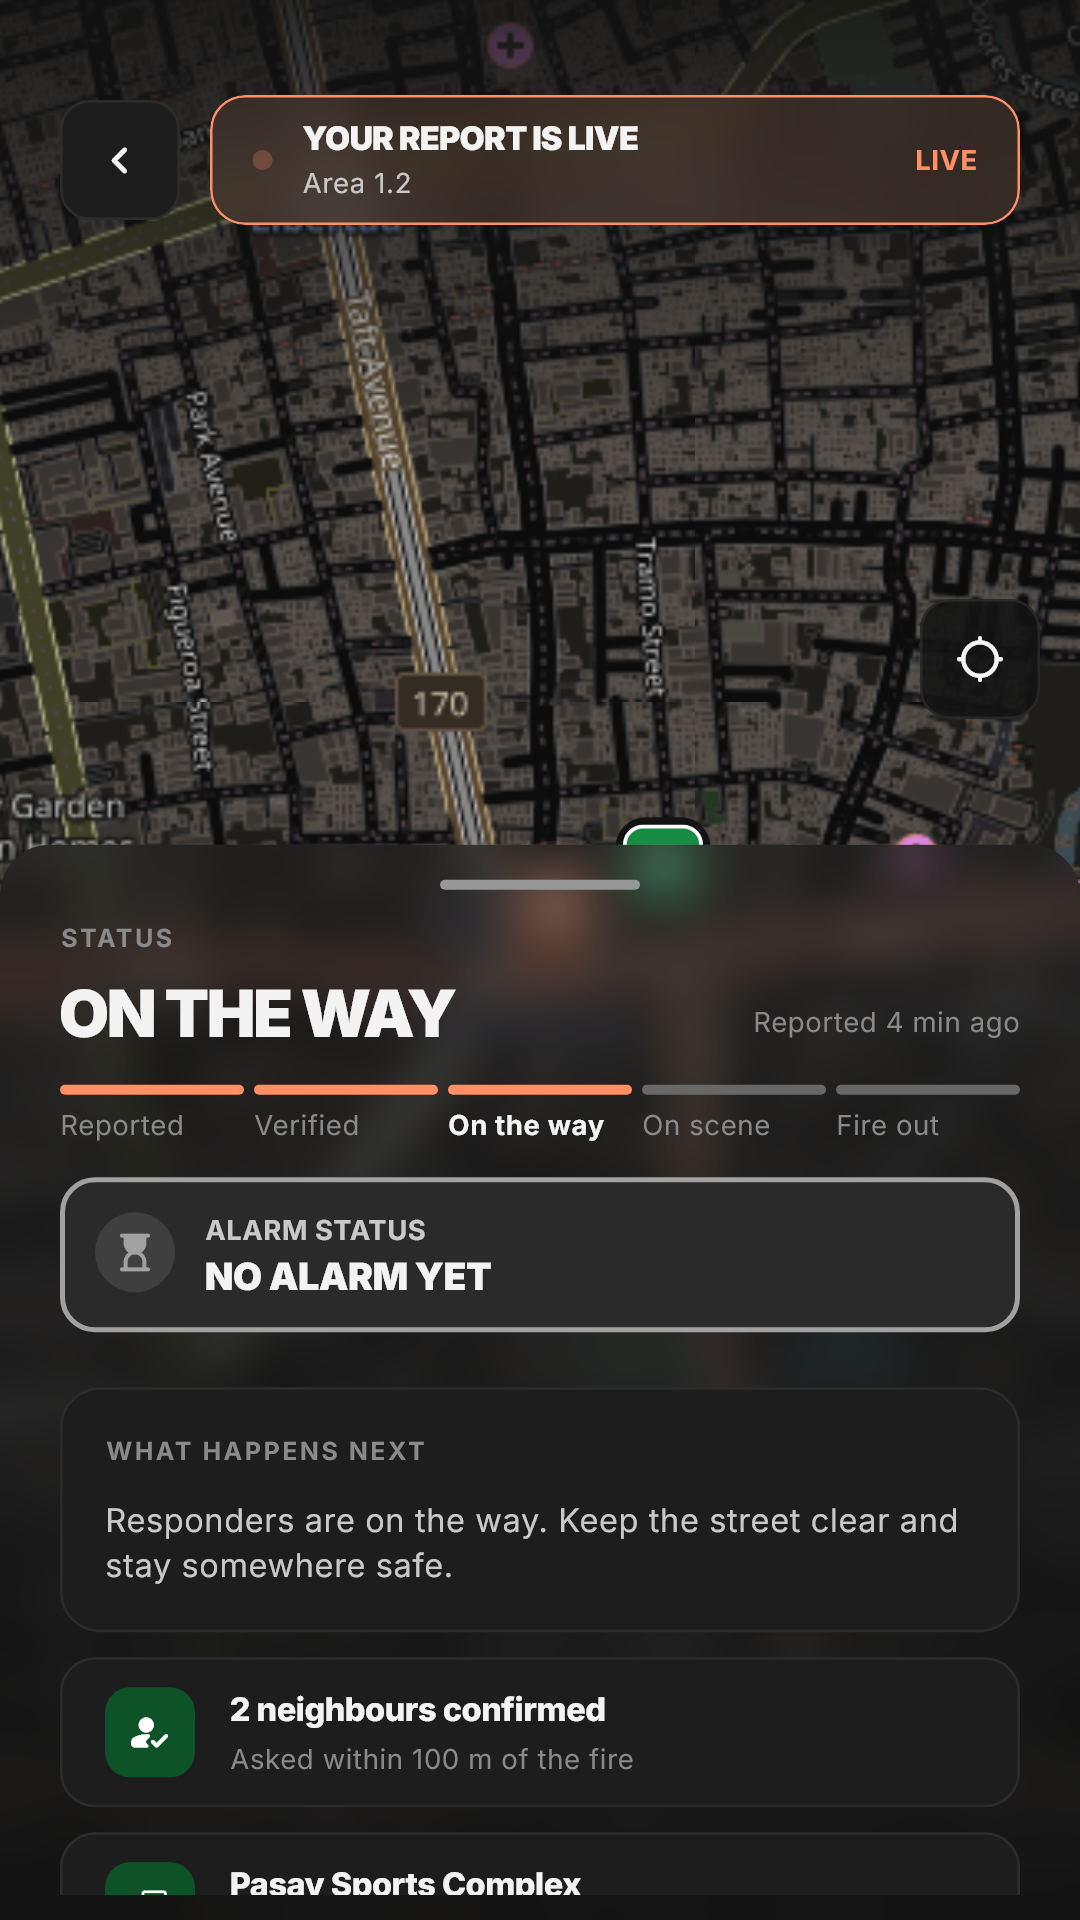 YOUR REPORT IS LIVE
Area 1.2
LIVE
Taft Avenue
Park Avenue
Figueroa Street
Tramo Street
170
Garden
STATUS
ON THE WAY
Reported 4 min ago
Reported
Verified
On the way
On scene
Fire out
ALARM STATUS
NO ALARM YET
WHAT HAPPENS NEXT
Responders are on the way. Keep the street clear and
stay somewhere safe.
2 neighbours confirmed
Asked within 100 m of the fire
Pasay Sports Complex